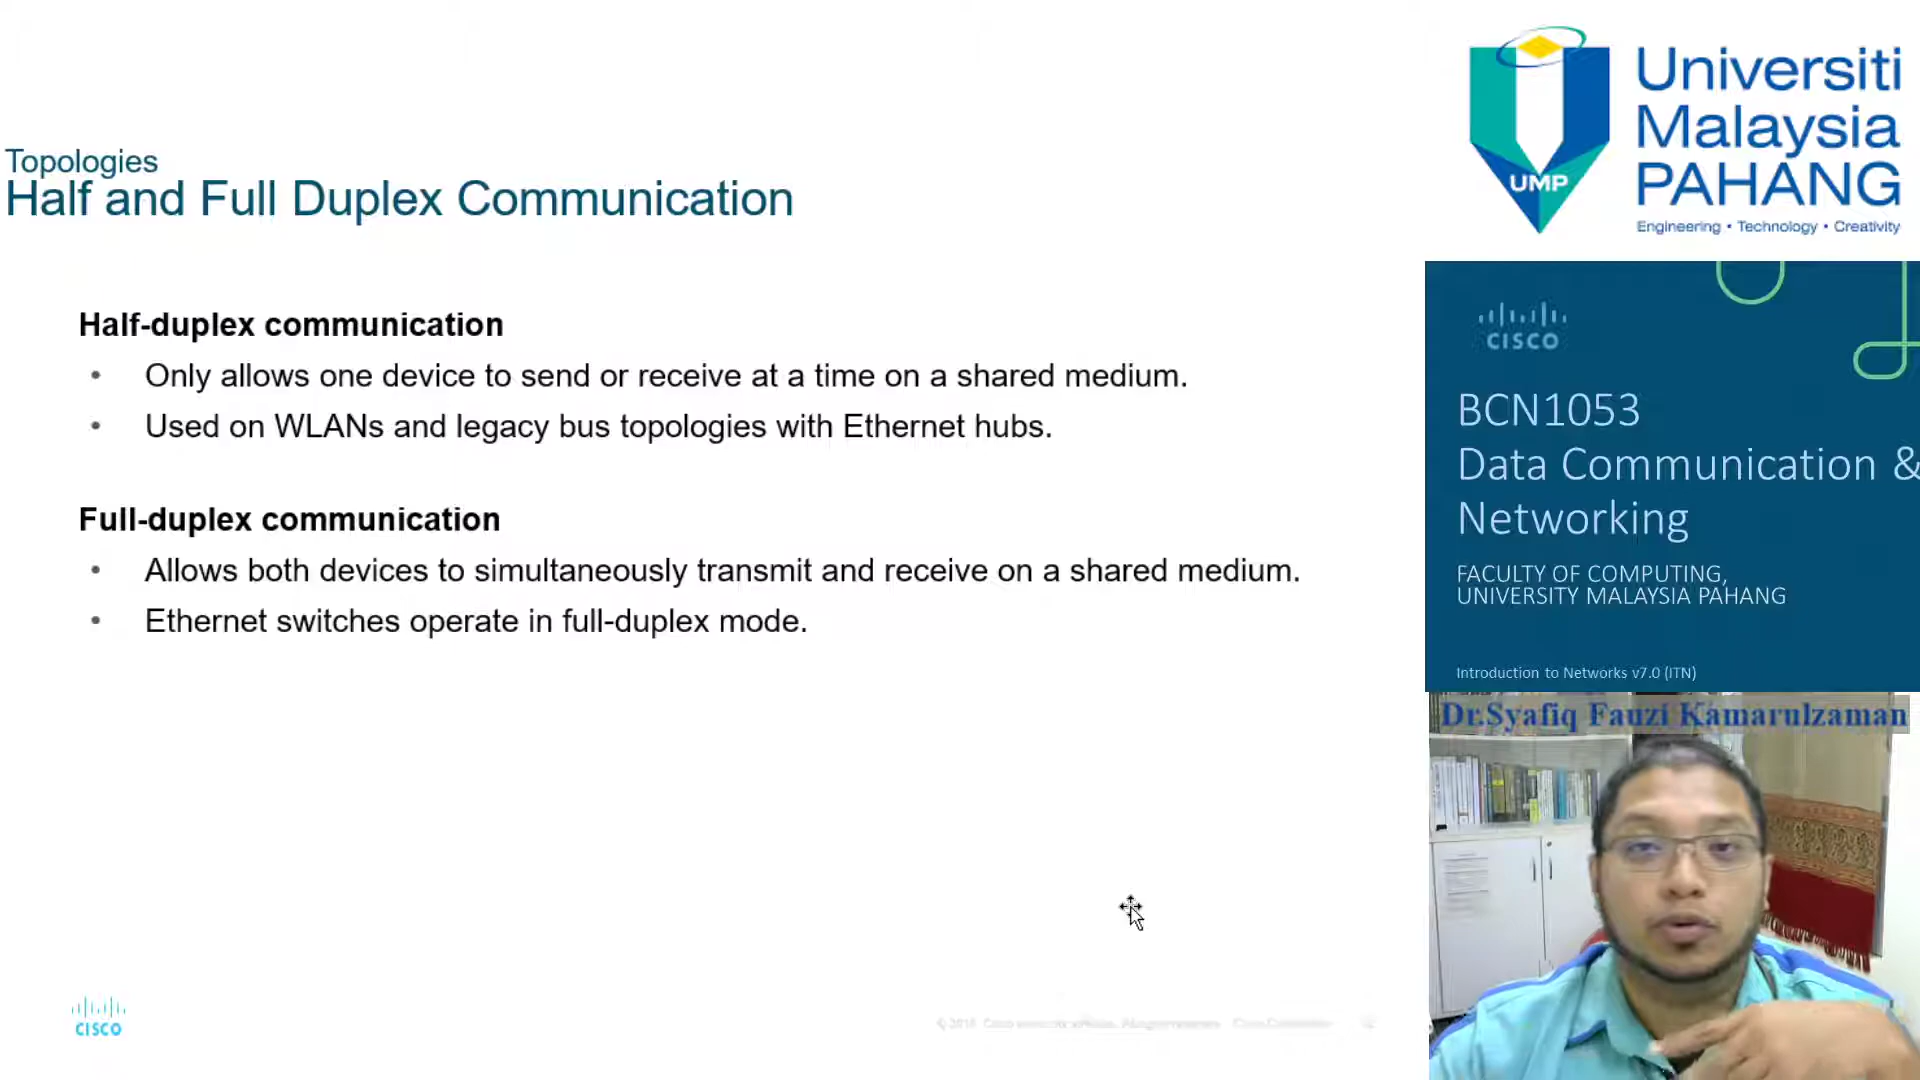 Topologies
Half and Full Duplex Communication
Half-duplex communication
• Only allows one device to send or receive at a time on a shared medium.
• Used on WLANs and legacy bus topologies with Ethernet hubs.
Full-duplex communication
• Allows both devices to simultaneously transmit and receive on a shared medium.
• Ethernet switches operate in full-duplex mode.
CISCO
UMP
Universiti
Malaysia
PAHANG
Engineering • Technology • Creativity
CISCO
BCN1053
Data Communication &
Networking
FACULTY OF COMPUTING,
UNIVERSITY MALAYSIA PAHANG
Introduction to Networks v7.0 (ITN)
Dr.Syafiq Fauzi Kamarulzaman